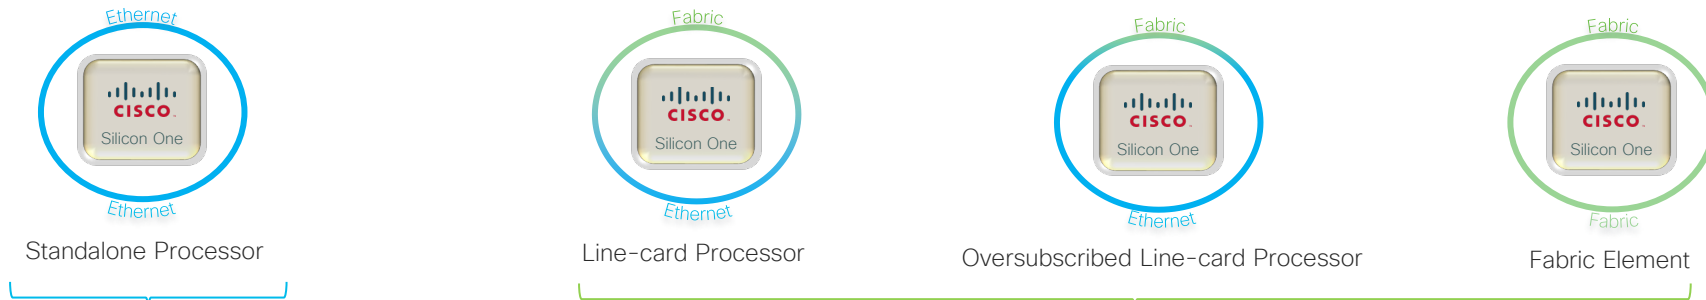 Ethernet
CISCO
Silicon One
Ethernet
Standalone Processor
Fabric
CISCO
Silicon One
Ethernet
Line-card Processor
Fabric
CISCO
Silicon One
Ethernet
Oversubscribed Line-card Processor
Fabric
CISCO
Silicon One
Fabric
Fabric Element